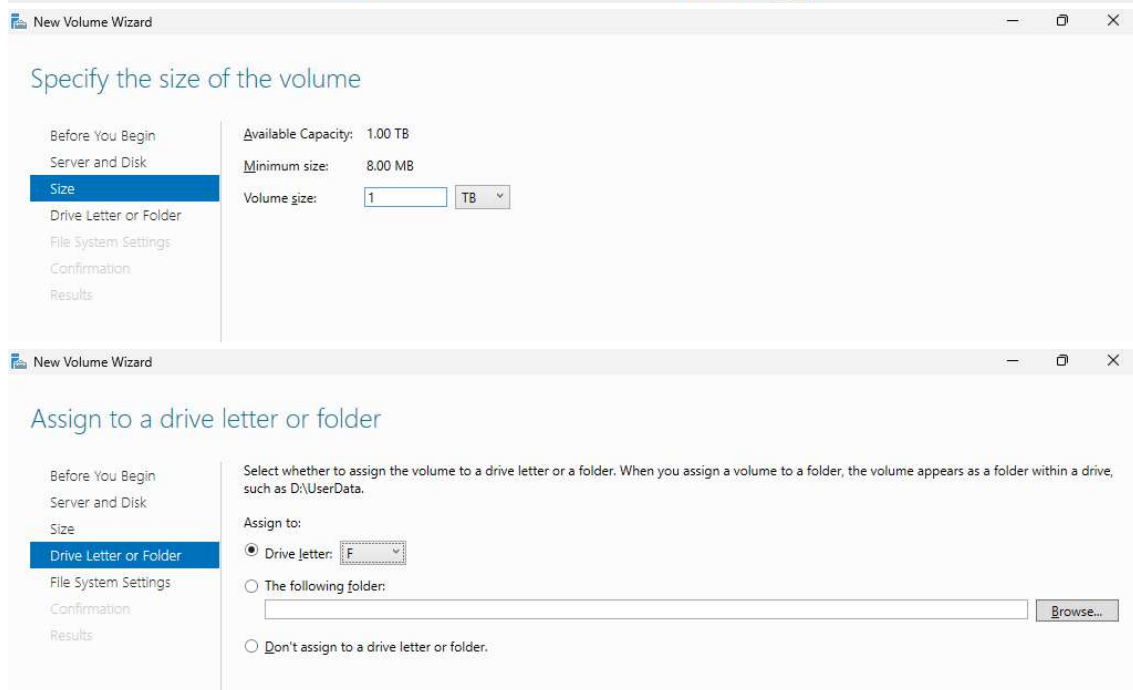 New Volume Wizard
Specify the size of the volume
Before You Begin
Server and Disk
Size
Drive Letter or Folder
File System Settings
Confirmation
Results
Available Capacity: 1.00 TB
Minimum size: 8.00 MB
Volume size: 1 TB
New Volume Wizard
Assign to a drive letter or folder
Before You Begin
Server and Disk
Size
Drive Letter or Folder
File System Settings
Confirmation
Results
Select whether to assign the volume to a drive letter or a folder. When you assign a volume to a folder, the volume appears as a folder within a drive,
such as D:\UserData.
Assign to:
Drive letter: F
The following folder:
Browse...
Don't assign to a drive letter or folder.